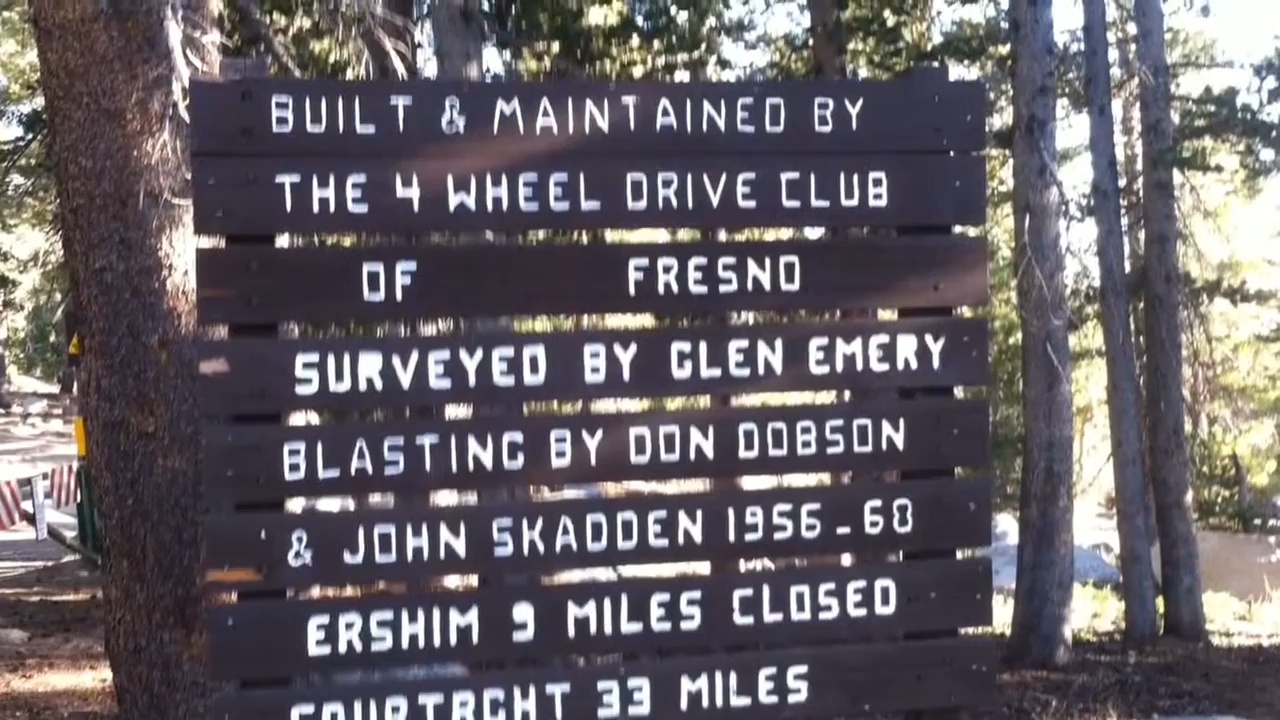 BUILT & MAINTAINED BY
THE 4 WHEEL DRIVE CLUB
OF FRESNO
SURVEYED BY GLEN EMERY
BLASTING BY DON DOBSON
& JOHN SKADDEN 1956-68
ERSHIM 9 MILES CLOSED
COURTRGHT 33 MILES